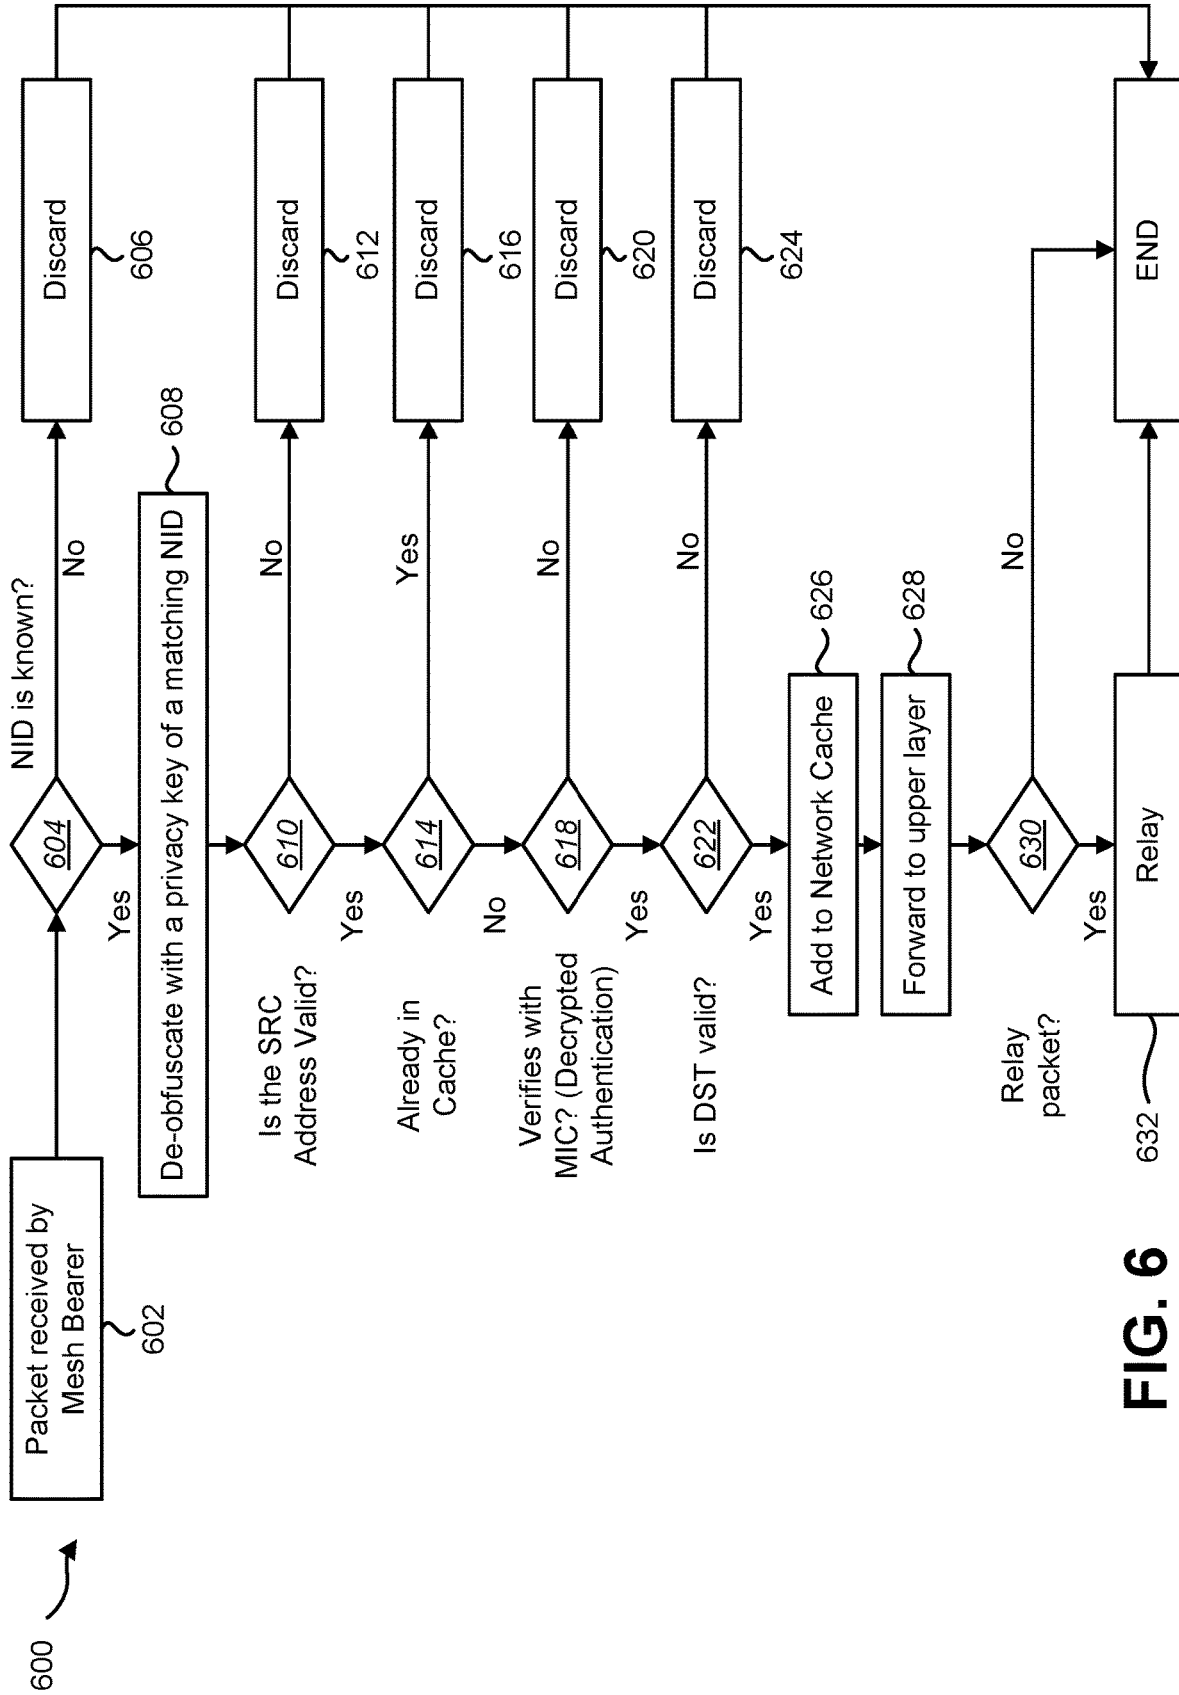 600
Packet received by
Mesh Bearer
602
NID is known?
604
No
Discard
606
Yes
De-obfuscate with a privacy key of a matching NID
608
Is the SRC
Address Valid?
610
No
Discard
612
Yes
Already in
Cache?
614
Yes
Discard
616
No
Verifies with
MIC? (Decrypted
Authentication)
618
No
Discard
620
Yes
Is DST valid?
622
No
Discard
624
Yes
Add to Network Cache
626
Forward to upper layer
628
Relay
packet?
630
No
Yes
Relay
632
END
FIG. 6